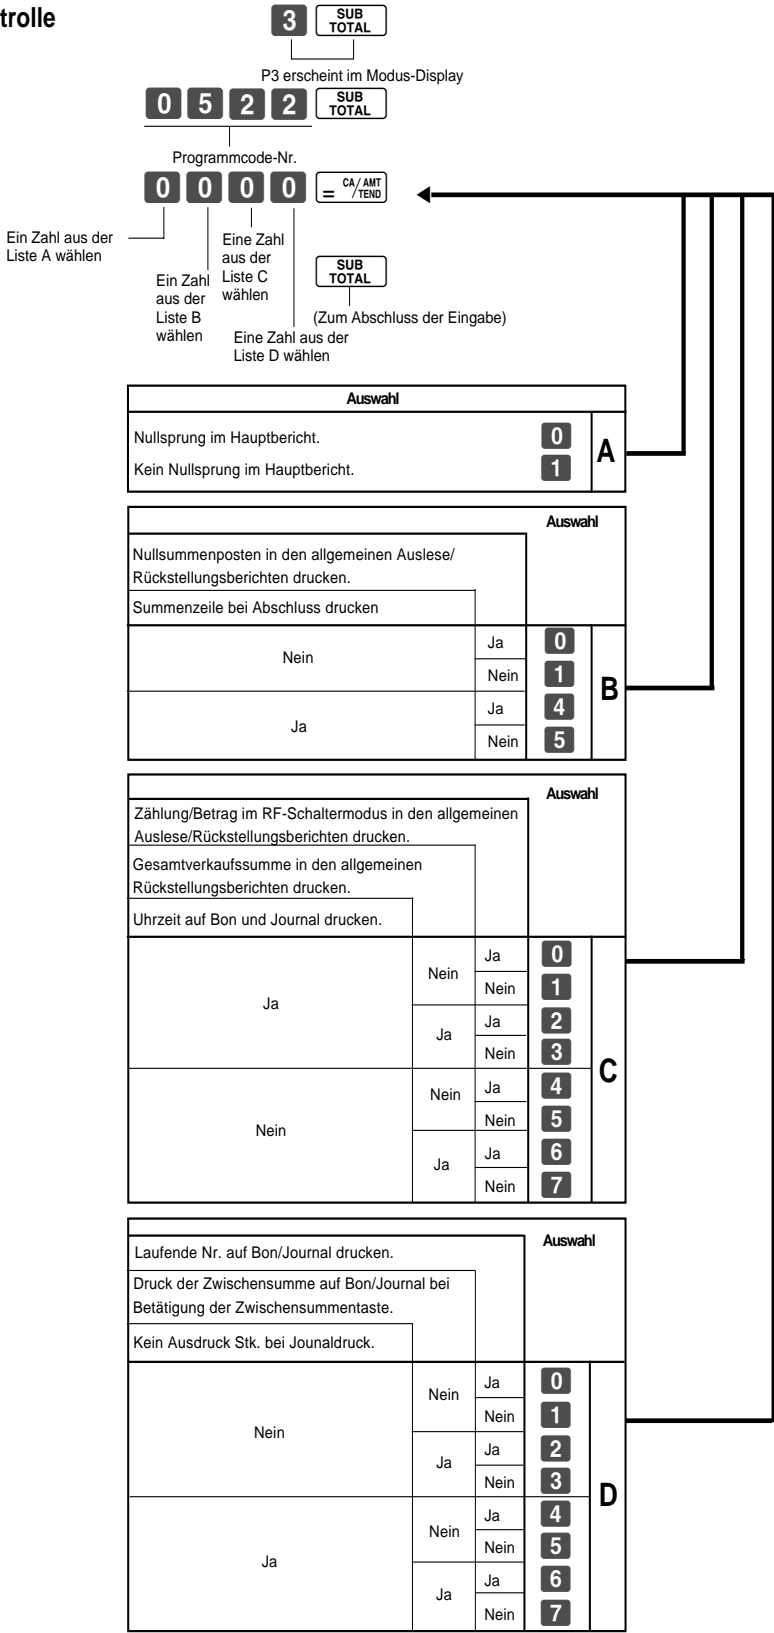 trolle
3 SUB TOTAL
P3 erscheint im Modus-Display
0 5 2 2 SUB TOTAL
Programmcode-Nr.
0 0 0 0 = CA/AMT TEND
Ein Zahl aus der
Liste A wählen
Ein Zahl
aus der
Liste B
wählen
Eine Zahl
aus der
Liste C
wählen
Eine Zahl aus der
Liste D wählen
SUB TOTAL
(Zum Abschluss der Eingabe)
Auswahl
Nullsprung im Hauptbericht. 0
Kein Nullsprung im Hauptbericht. 1
A
Auswahl
Nullsummenposten in den allgemeinen Auslese/
Rückstellungsberichten drucken.
Summenzeile bei Abschluss drucken
Nein
Ja 0
Nein 1
Ja
Ja 4
Nein 5
B
Auswahl
Zählung/Betrag im RF-Schaltermodus in den allgemeinen
Auslese/Rückstellungsberichten drucken.
Gesamtverkaufssumme in den allgemeinen
Rückstellungsberichten drucken.
Uhrzeit auf Bon und Journal drucken.
Ja
Nein
Ja 0
Nein 1
Ja
Ja 2
Nein 3
Nein
Nein
Ja 4
Nein 5
Ja
Ja 6
Nein 7
C
Auswahl
Laufende Nr. auf Bon/Journal drucken.
Druck der Zwischensumme auf Bon/Journal bei
Betätigung der Zwischensummentaste.
Kein Ausdruck Stk. bei Jounaldruck.
Nein
Nein
Ja 0
Nein 1
Ja
Ja 2
Nein 3
Ja
Nein
Ja 4
Nein 5
Ja
Ja 6
Nein 7
D